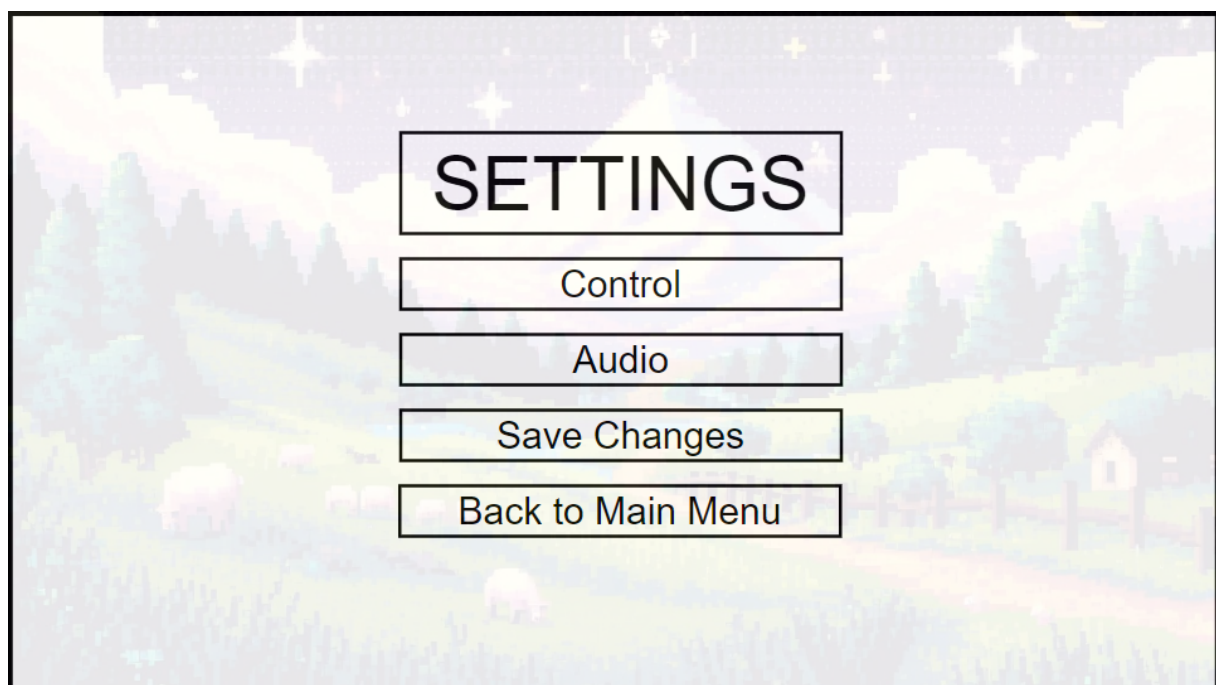 SETTINGS
Control
Audio
Save Changes
Back to Main Menu